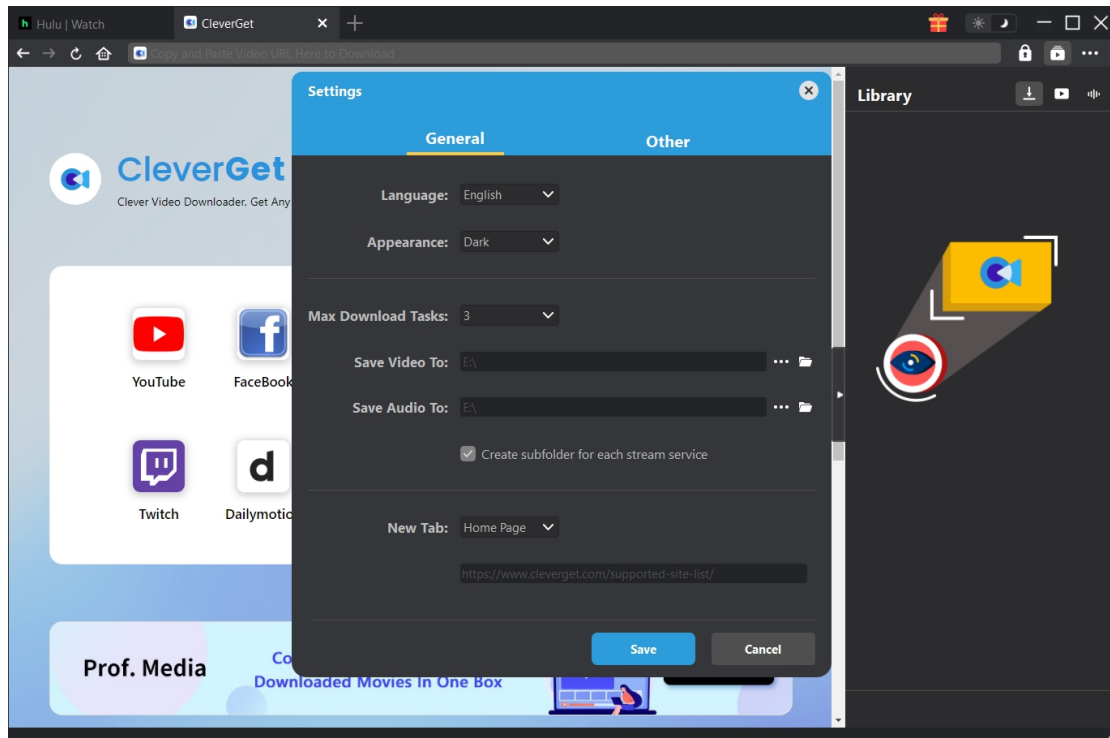 Hulu | Watch
CleverGet
Copy and Paste Video URL Here to Download
Settings
General
Other
Library
CleverGet
Clever Video Downloader. Get Any
Language: English
Appearance: Dark
Max Download Tasks: 3
Save Video To: E:\
Save Audio To: E:\
Create subfolder for each stream service
New Tab: Home Page
https://www.cleverget.com/supported-site-list/
Save
Cancel
YouTube
FaceBook
Twitch
Dailymotic
Prof. Media
Co
Downloaded Movies In One Box